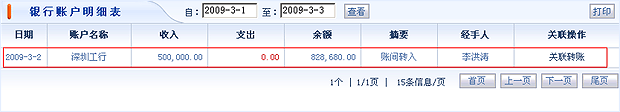 银行账户明细表 自: 2009-3-1 至: 2009-3-3 查看 打印
日期 账户名称 收入 支出 余额 摘要 经手人 关联操作
2009-3-2 深圳工行 500,000.00 0.00 828,680.00 账间转入 李洪涛 关联转账
1个 | 1/1页 | 15条信息/页 首页 上一页 下一页 尾页